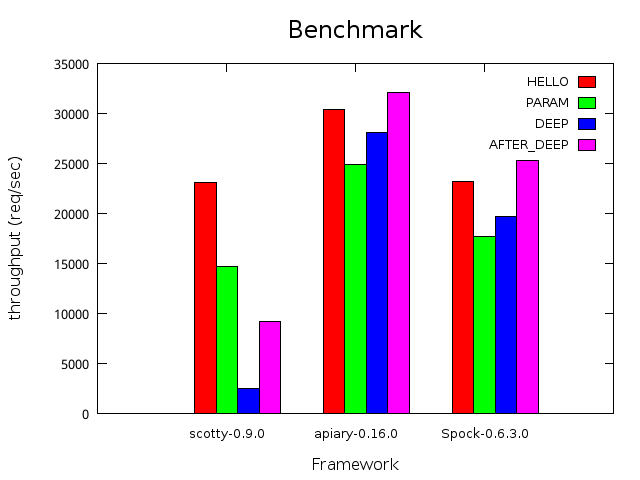 Benchmark
throughput (req/sec)
35000
30000
25000
20000
15000
10000
5000
0
HELLO
PARAM
DEEP
AFTER_DEEP
scotty-0.9.0 apiary-0.16.0 Spock-0.6.3.0
Framework